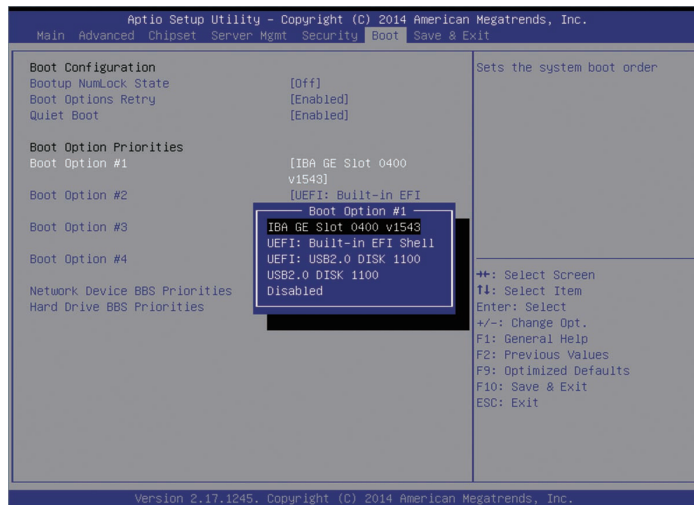 Aptio Setup Utility – Copyright (C) 2014 American Megatrends, Inc.
Main Advanced Chipset Server Mgmt Security Boot Save & Exit
Boot Configuration
Bootup NumLock State [Off]
Boot Options Retry [Enabled]
Quiet Boot [Enabled]
Boot Option Priorities
Boot Option #1 [IBA GE Slot 0400
v1543]
Boot Option #2 [UEFI: Built-in EFI
Boot Option #3
Boot Option #4
Network Device BBS Priorities
Hard Drive BBS Priorities
Boot Option #1
IBA GE Slot 0400 v1543
UEFI: Built-in EFI Shell
UEFI: USB2.0 DISK 1100
USB2.0 DISK 1100
Disabled
Sets the system boot order
→←: Select Screen
↑↓: Select Item
Enter: Select
+/-: Change Opt.
F1: General Help
F2: Previous Values
F9: Optimized Defaults
F10: Save & Exit
ESC: Exit
Version 2.17.1245. Copyright (C) 2014 American Megatrends, Inc.